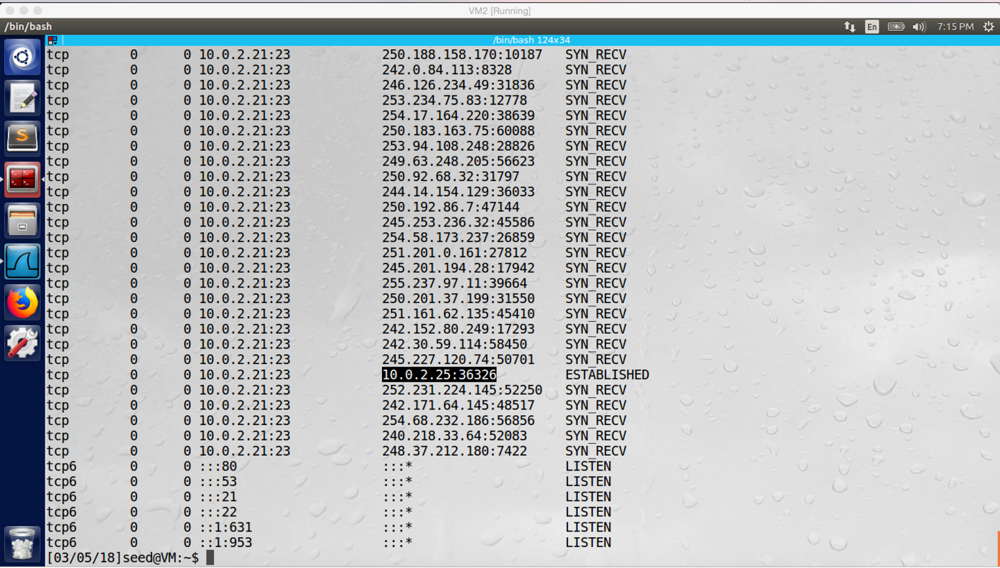 VM2 [Running]
/bin/bash En 7:15 PM
/bin/bash 124x34
tcp 0 0 10.0.2.21:23 250.188.158.170:10187 SYN_RECV
tcp 0 0 10.0.2.21:23 242.0.84.113:8328 SYN_RECV
tcp 0 0 10.0.2.21:23 246.126.234.49:31836 SYN_RECV
tcp 0 0 10.0.2.21:23 253.234.75.83:12778 SYN_RECV
tcp 0 0 10.0.2.21:23 254.17.164.220:38639 SYN_RECV
tcp 0 0 10.0.2.21:23 250.183.163.75:60088 SYN_RECV
tcp 0 0 10.0.2.21:23 253.94.108.248:28826 SYN_RECV
tcp 0 0 10.0.2.21:23 249.63.248.205:56623 SYN_RECV
tcp 0 0 10.0.2.21:23 250.92.68.32:31797 SYN_RECV
tcp 0 0 10.0.2.21:23 244.14.154.129:36033 SYN_RECV
tcp 0 0 10.0.2.21:23 250.192.86.7:47144 SYN_RECV
tcp 0 0 10.0.2.21:23 245.253.236.32:45586 SYN_RECV
tcp 0 0 10.0.2.21:23 254.58.173.237:26859 SYN_RECV
tcp 0 0 10.0.2.21:23 251.201.0.161:27812 SYN_RECV
tcp 0 0 10.0.2.21:23 245.201.194.28:17942 SYN_RECV
tcp 0 0 10.0.2.21:23 255.237.97.11:39664 SYN_RECV
tcp 0 0 10.0.2.21:23 250.201.37.199:31550 SYN_RECV
tcp 0 0 10.0.2.21:23 251.161.62.135:45410 SYN_RECV
tcp 0 0 10.0.2.21:23 242.152.80.249:17293 SYN_RECV
tcp 0 0 10.0.2.21:23 242.30.59.114:58450 SYN_RECV
tcp 0 0 10.0.2.21:23 245.227.120.74:50701 SYN_RECV
tcp 0 0 10.0.2.21:23 10.0.2.25:36326 ESTABLISHED
tcp 0 0 10.0.2.21:23 252.231.224.145:52250 SYN_RECV
tcp 0 0 10.0.2.21:23 242.171.64.145:48517 SYN_RECV
tcp 0 0 10.0.2.21:23 254.68.232.186:56856 SYN_RECV
tcp 0 0 10.0.2.21:23 240.218.33.64:52083 SYN_RECV
tcp 0 0 10.0.2.21:23 248.37.212.180:7422 SYN_RECV
tcp6 0 0 :::80 :::* LISTEN
tcp6 0 0 :::53 :::* LISTEN
tcp6 0 0 :::21 :::* LISTEN
tcp6 0 0 :::22 :::* LISTEN
tcp6 0 0 ::1:631 :::* LISTEN
tcp6 0 0 ::1:953 :::* LISTEN
[03/05/18]seed@VM:~$